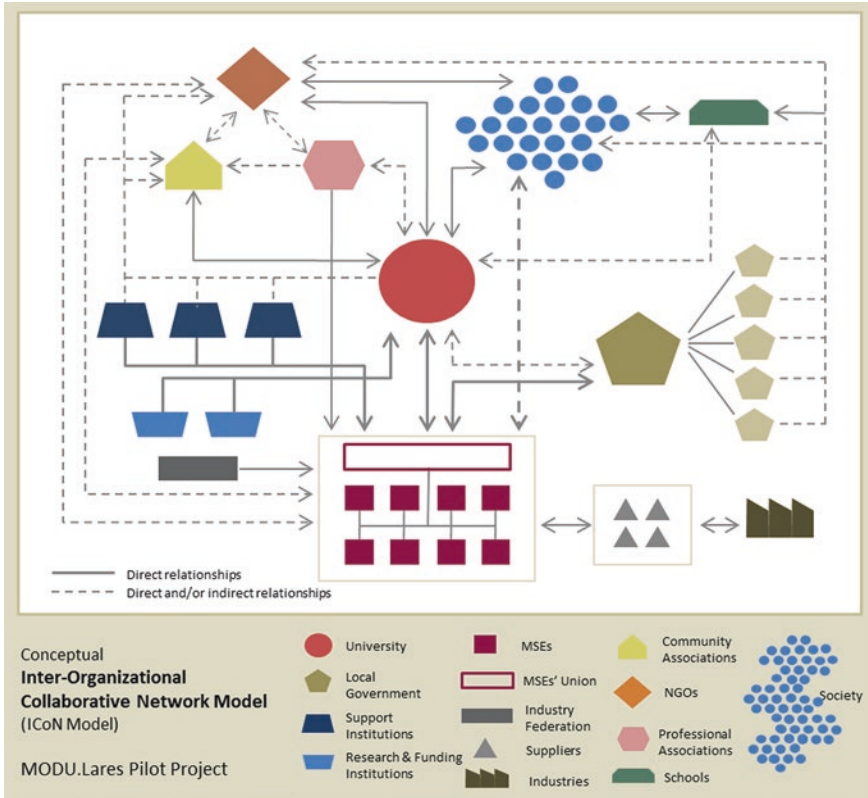 Direct relationships
Direct and/or indirect relationships
Conceptual
Inter-Organizational
Collaborative Network Model
(ICoN Model)
MODU.Lares Pilot Project
University
Local
Government
Support
Institutions
Research & Funding
Institutions
MSEs
MSEs' Union
Industry
Federation
Suppliers
Industries
Community
Associations
NGOs
Professional
Associations
Schools
Society